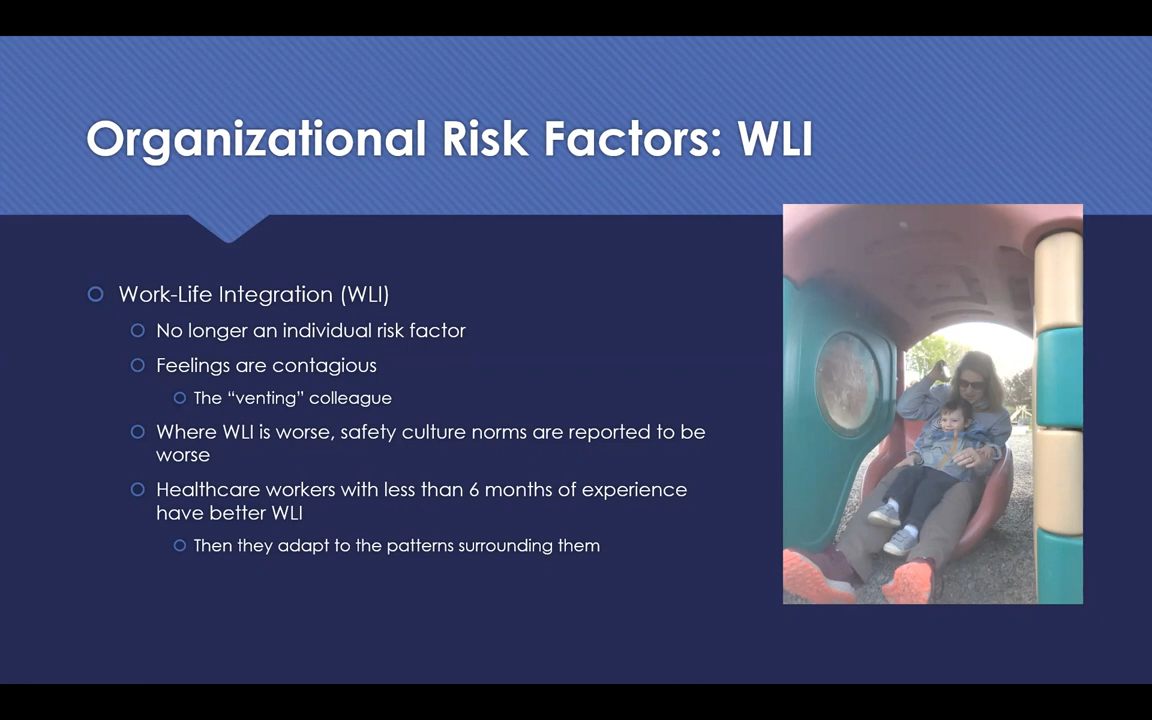 Organizational Risk Factors: WLI
Work-Life Integration (WLI)
No longer an individual risk factor
Feelings are contagious
The “venting” colleague
Where WLI is worse, safety culture norms are reported to be
worse
Healthcare workers with less than 6 months of experience
have better WLI
Then they adapt to the patterns surrounding them